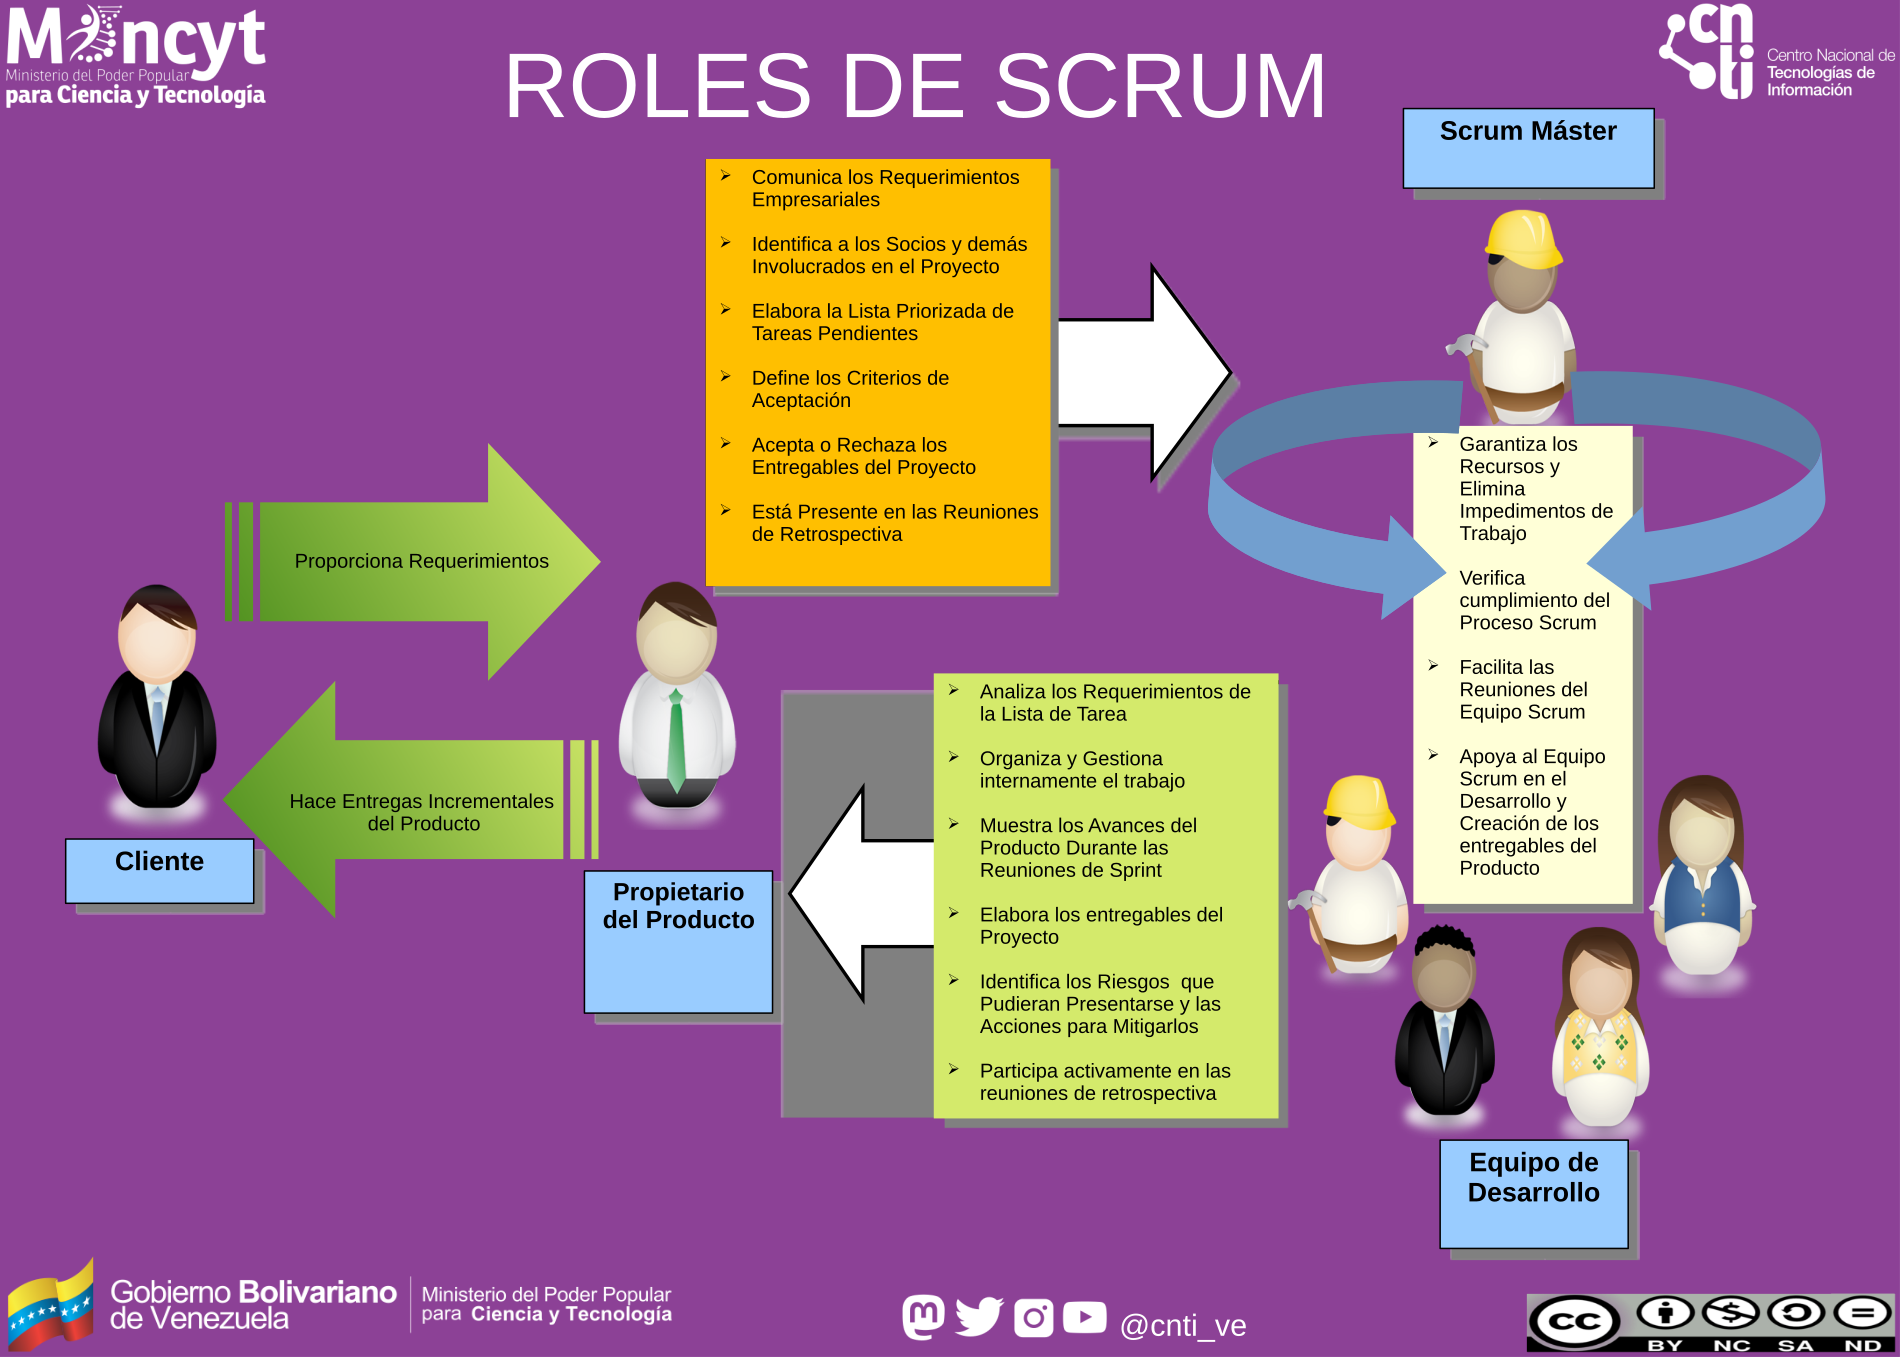 Mincyt
Ministerio del Poder Popular
para Ciencia y Tecnología
ROLES DE SCRUM
cnti
Centro Nacional de
Tecnologías de
Información
Scrum Máster
Comunica los Requerimientos
Empresariales
Identifica a los Socios y demás
Involucrados en el Proyecto
Elabora la Lista Priorizada de
Tareas Pendientes
Define los Criterios de
Aceptación
Acepta o Rechaza los
Entregables del Proyecto
Está Presente en las Reuniones
de Retrospectiva
Garantiza los
Recursos y
Elimina
Impedimentos de
Trabajo
Verifica
cumplimiento del
Proceso Scrum
Facilita las
Reuniones del
Equipo Scrum
Apoya al Equipo
Scrum en el
Desarrollo y
Creación de los
entregables del
Producto
Proporciona Requerimientos
Hace Entregas Incrementales
del Producto
Cliente
Propietario
del Producto
Analiza los Requerimientos de
la Lista de Tarea
Organiza y Gestiona
internamente el trabajo
Muestra los Avances del
Producto Durante las
Reuniones de Sprint
Elabora los entregables del
Proyecto
Identifica los Riesgos  que
Pudieran Presentarse y las
Acciones para Mitigarlos
Participa activamente en las
reuniones de retrospectiva
Equipo de
Desarrollo
Gobierno Bolivariano
de Venezuela
Ministerio del Poder Popular
para Ciencia y Tecnología
@cnti_ve
cc
BY NC SA ND